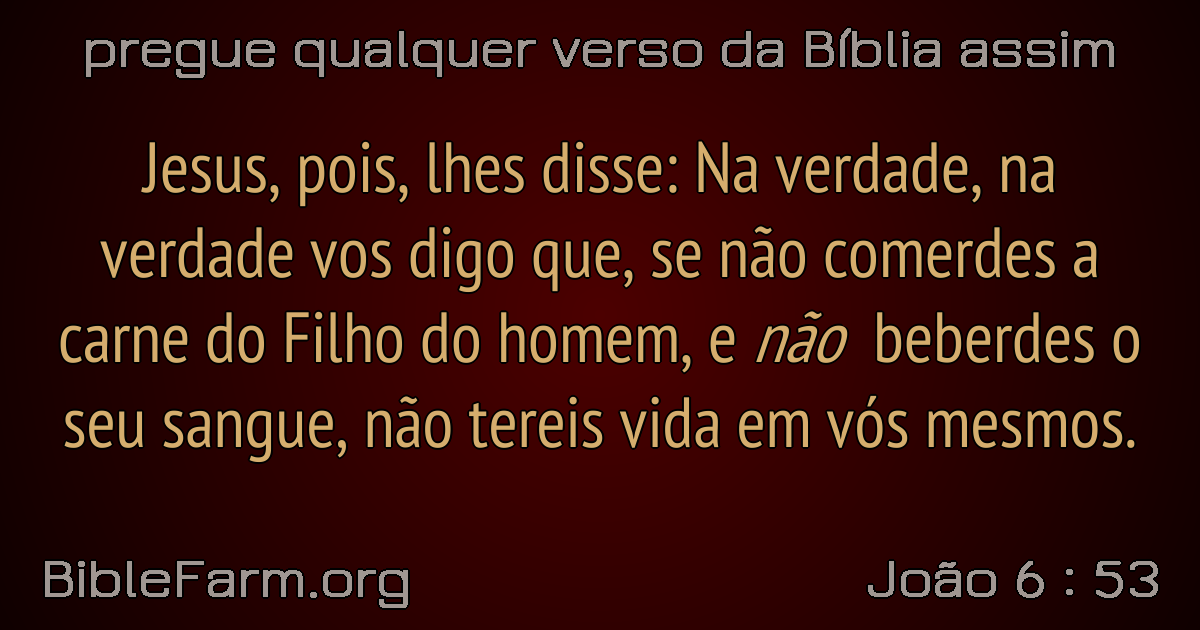 pregue qualquer verso da Bíblia assim
Jesus, pois, lhes disse: Na verdade, na
verdade vos digo que, se não comerdes a
carne do Filho do homem, e não beberdes o
seu sangue, não tereis vida em vós mesmos.
BibleFarm.org
João 6 : 53